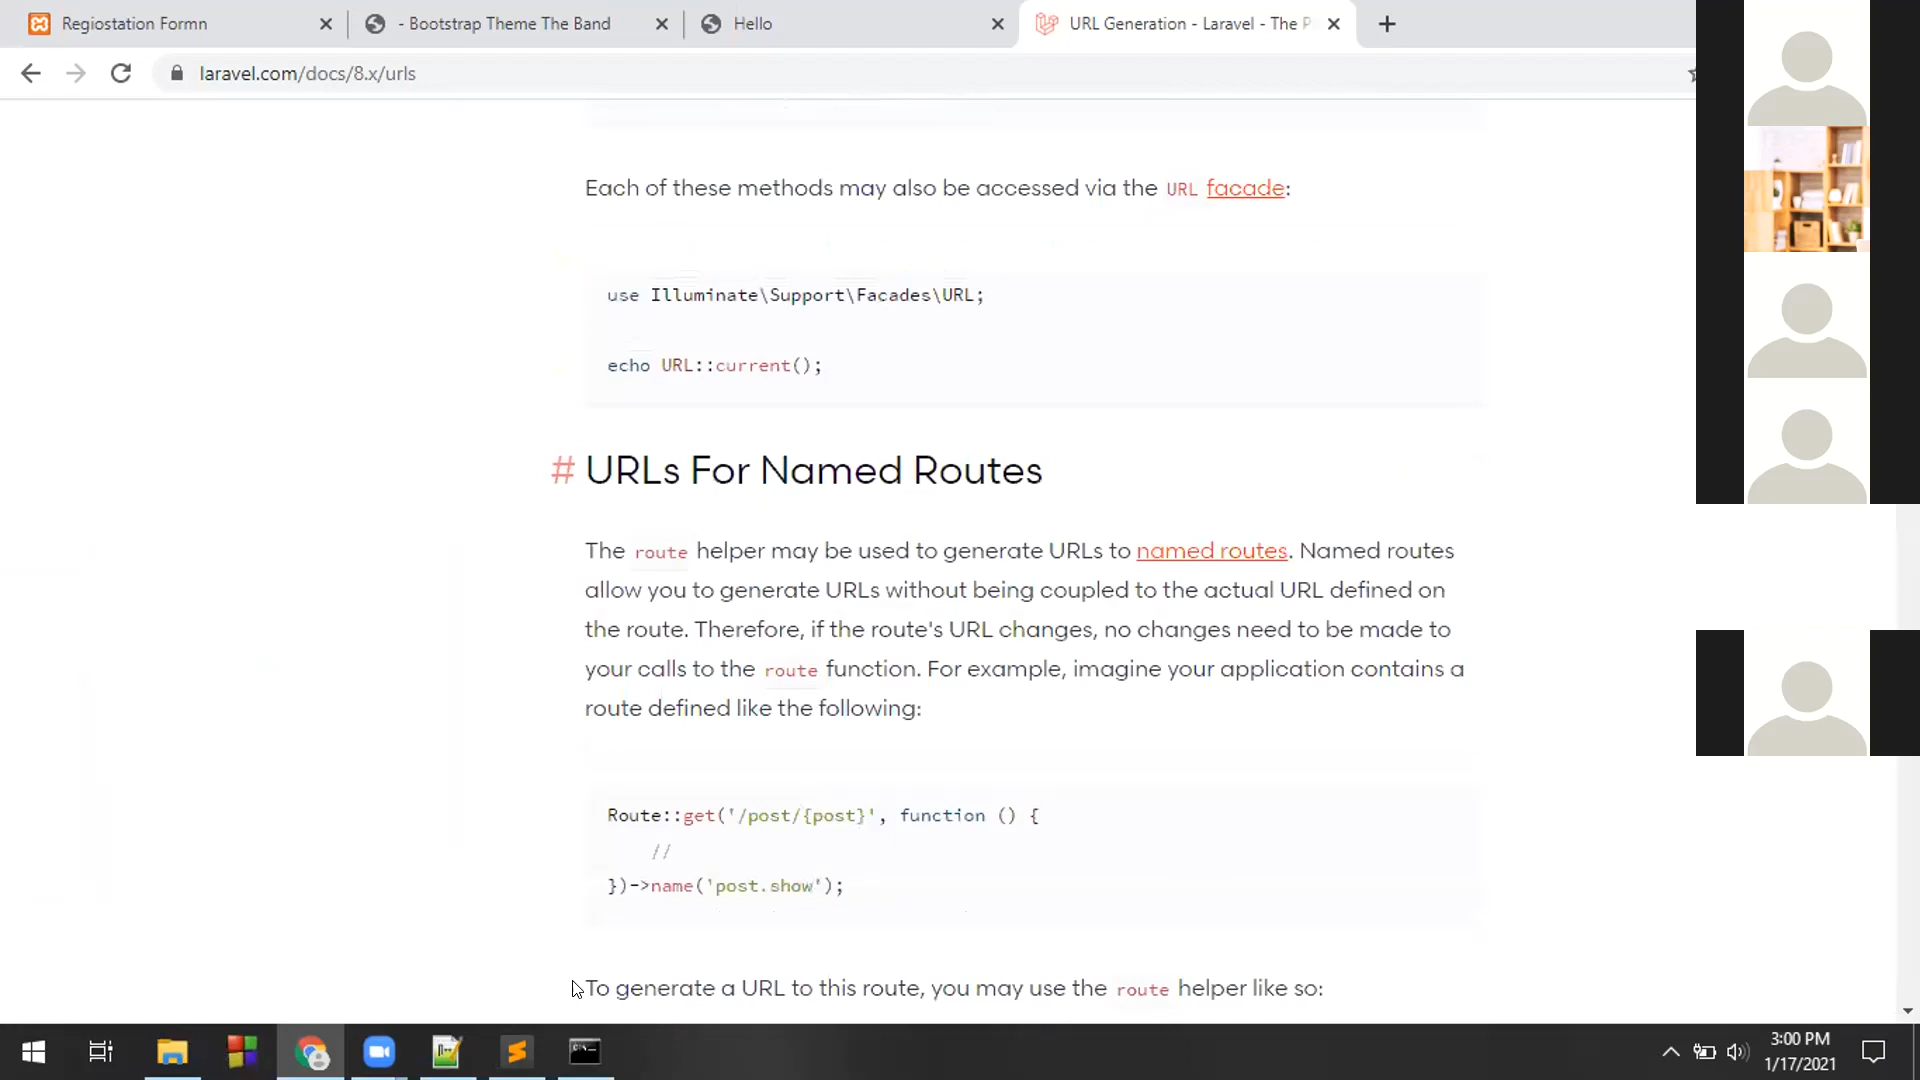 Regiostation Formn
- Bootstrap Theme The Band
Hello
URL Generation - Laravel - The P
laravel.com/docs/8.x/urls
Each of these methods may also be accessed via the URL facade:
use Illuminate\Support\Facades\URL;
echo URL::current();
# URLs For Named Routes
The route helper may be used to generate URLs to named routes. Named routes
allow you to generate URLs without being coupled to the actual URL defined on
the route. Therefore, if the route's URL changes, no changes need to be made to
your calls to the route function. For example, imagine your application contains a
route defined like the following:
Route::get('/post/{post}', function () {
//
})->name('post.show');
To generate a URL to this route, you may use the route helper like so:
3:00 PM
1/17/2021